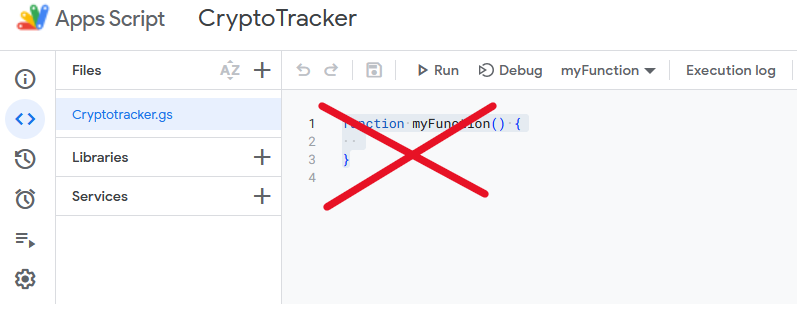 Apps Script CryptoTracker
Files AZ
Run Debug myFunction Execution log
Cryptotracker.gs
Libraries
Services
1 function myFunction() {
2
3 }
4